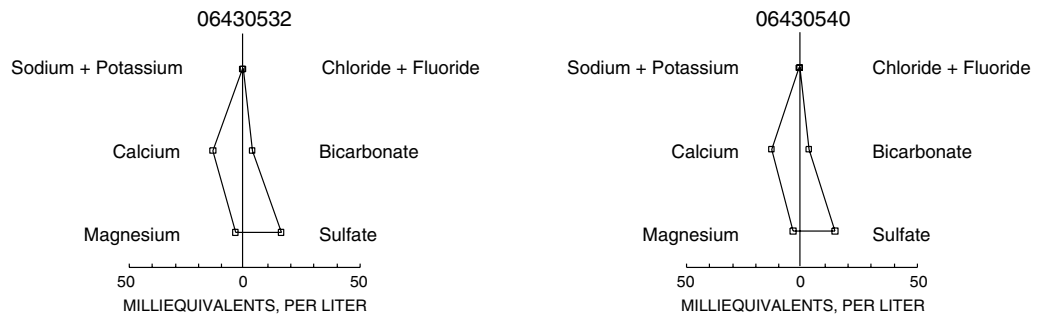 06430532
Sodium + Potassium Chloride + Fluoride
Calcium Bicarbonate
Magnesium Sulfate
50 0 50
MILLIEQUIVALENTS, PER LITER
06430540
Sodium + Potassium Chloride + Fluoride
Calcium Bicarbonate
Magnesium Sulfate
50 0 50
MILLIEQUIVALENTS, PER LITER